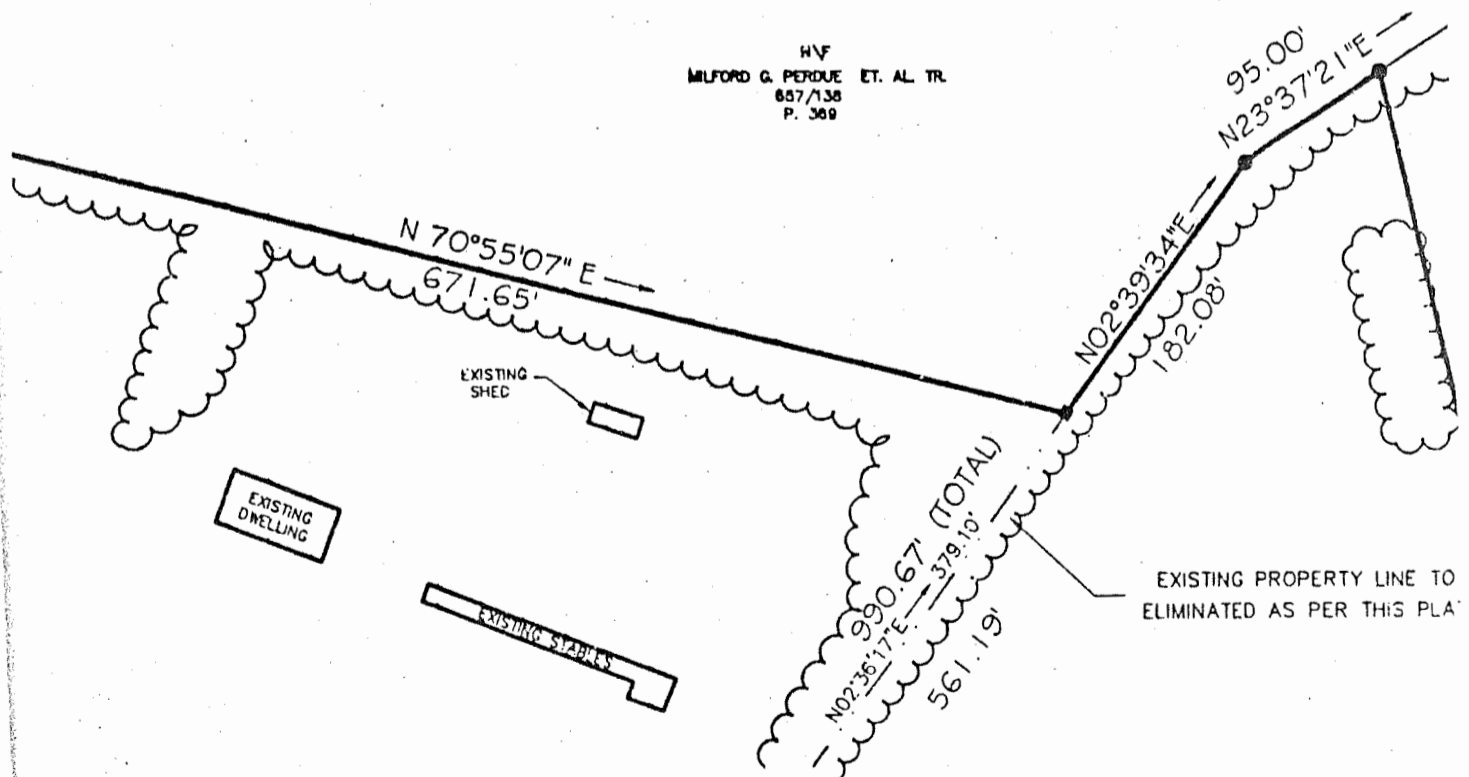 N/F
MILFORD G. PERDUE ET. AL. TR.
687/138
P. 369
95.00'
N23°37'21"E
N 70°55'07" E
671.65'
N02°39'34"E
182.08'
EXISTING
SHED
EXISTING
DWELLING
EXISTING STABLES
990.67' (TOTAL)
N02°36'17"E 379.10'
561.19'
EXISTING PROPERTY LINE TO
ELIMINATED AS PER THIS PLA